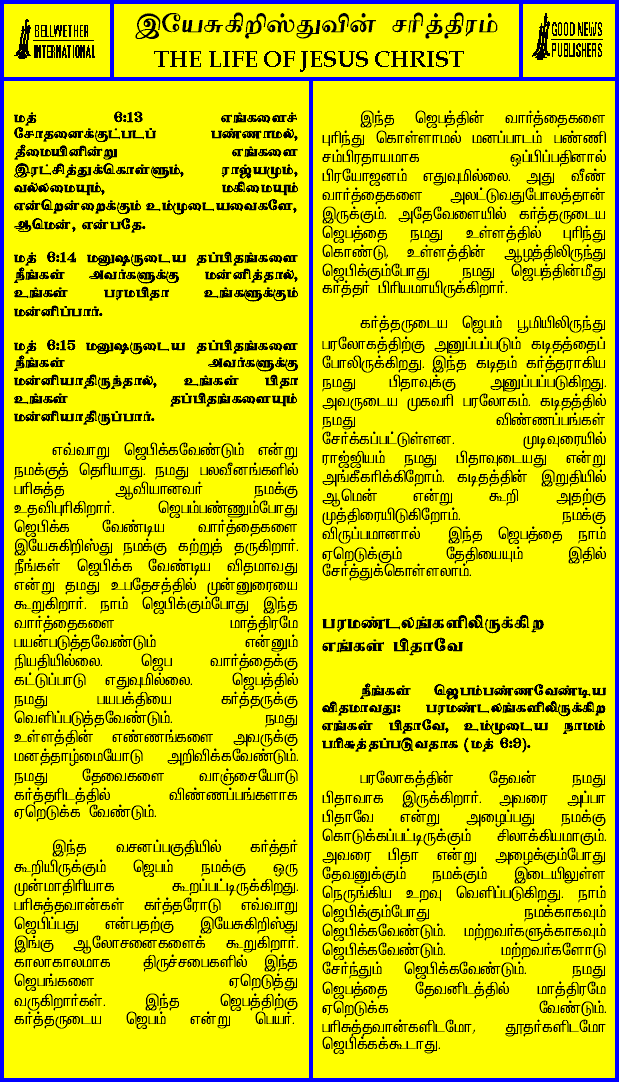 BELLWETHER
INTERNATIONAL
இயேசுகிறிஸ்துவின் சரித்திரம்
THE LIFE OF JESUS CHRIST
GOOD NEWS
PUBLISHERS
மத் 6:13 எங்களைச்
சோதனைக்குட்படப் பண்ணாமல்,
தீமையினின்று எங்களை
இரட்சித்துக்கொள்ளும், ராஜ்யமும்,
வல்லமையும், மகிமையும்
என்றென்றைக்கும் உம்முடையவைகளே,
ஆமென், என்பதே.
மத் 6:14 மனுஷருடைய தப்பிதங்களை
நீங்கள் அவர்களுக்கு மன்னித்தால்,
உங்கள் பரமபிதா உங்களுக்கும்
மன்னிப்பார்.
மத் 6:15 மனுஷருடைய தப்பிதங்களை
நீங்கள் அவர்களுக்கு
மன்னியாதிருந்தால், உங்கள் பிதா
உங்கள் தப்பிதங்களையும்
மன்னியாதிருப்பார்.
எவ்வாறு ஜெபிக்கவேண்டும் என்று
நமக்குத் தெரியாது. நமது பலவீனங்களில்
பரிசுத்த ஆவியானவர் நமக்கு
உதவிபுரிகிறார். ஜெபம்பண்ணும்போது
ஜெபிக்க வேண்டிய வார்த்தைகளை
இயேசுகிறிஸ்து நமக்கு கற்றுத் தருகிறார்.
நீங்கள் ஜெபிக்க வேண்டிய விதமாவது
என்று தமது உபதேசத்தில் முன்னுரையை
கூறுகிறார். நாம் ஜெபிக்கும்போது இந்த
வார்த்தைகளை மாத்திரமே
பயன்படுத்தவேண்டும் என்னும்
நியதியில்லை. ஜெப வார்த்தைக்கு
கட்டுப்பாடு எதுவுமில்லை. ஜெபத்தில்
நமது பயபக்தியை கர்த்தருக்கு
வெளிப்படுத்தவேண்டும். நமது
உள்ளத்தின் எண்ணங்களை அவருக்கு
மனத்தாழ்மையோடு அறிவிக்கவேண்டும்.
நமது தேவைகளை வாஞ்சையோடு
கர்த்தரிடத்தில் விண்ணப்பங்களாக
ஏறெடுக்க வேண்டும்.
இந்த வசனப்பகுதியில் கர்த்தர்
கூறியிருக்கும் ஜெபம் நமக்கு ஒரு
முன்மாதிரியாக கூறப்பட்டிருக்கிறது.
பரிசுத்தவான்கள் கர்த்தரோடு எவ்வாறு
ஜெபிப்பது என்பதற்கு இயேசுகிறிஸ்து
இங்கு ஆலோசனைகளைக் கூறுகிறார்.
காலாகாலமாக திருச்சபைகளில் இந்த
ஜெபங்களை ஏறெடுத்து
வருகிறார்கள். இந்த ஜெபத்திற்கு
கர்த்தருடைய ஜெபம் என்று பெயர்.
இந்த ஜெபத்தின் வார்த்தைகளை
புரிந்து கொள்ளாமல் மனப்பாடம் பண்ணி
சம்பிரதாயமாக ஒப்பிப்பதினால்
பிரயோஜனம் எதுவுமில்லை. அது வீண்
வார்த்தைகளை அலட்டுவதுபோலத்தான்
இருக்கும். அதேவேளையில் கர்த்தருடைய
ஜெபத்தை நமது உள்ளத்தில் புரிந்து
கொண்டு, உள்ளத்தின் ஆழத்திலிருந்து
ஜெபிக்கும்போது நமது ஜெபத்தின்மீது
கர்த்தர் பிரியமாயிருக்கிறார்.
கர்த்தருடைய ஜெபம் பூமியிலிருந்து
பரலோகத்திற்கு அனுப்பப்படும் கடிதத்தைப்
போலிருக்கிறது. இந்த கடிதம் கர்த்தராகிய
நமது பிதாவுக்கு அனுப்பப்படுகிறது.
அவருடைய முகவரி பரலோகம். கடிதத்தில்
நமது விண்ணப்பங்கள்
சேர்க்கப்பட்டுள்ளன. முடிவுரையில்
ராஜ்ஜியம் நமது பிதாவுடையது என்று
அங்கீகரிக்கிறோம். கடிதத்தின் இறுதியில்
ஆமென் என்று கூறி அதற்கு
முத்திரையிடுகிறோம். நமக்கு
விருப்பமானால் இந்த ஜெபத்தை நாம்
ஏறெடுக்கும் தேதியையும் இதில்
சேர்த்துக்கொள்ளலாம்.
பரமண்டலங்களிலிருக்கிற
எங்கள் பிதாவே
நீங்கள் ஜெபம்பண்ணவேண்டிய
விதமாவது: பரமண்டலங்களிலிருக்கிற
எங்கள் பிதாவே, உம்முடைய நாமம்
பரிசுத்தப்படுவதாக (மத் 6:9).
பரலோகத்தின் தேவன் நமது
பிதாவாக இருக்கிறார். அவரை அப்பா
பிதாவே என்று அழைப்பது நமக்கு
கொடுக்கப்பட்டிருக்கும் சிலாக்கியமாகும்.
அவரை பிதா என்று அழைக்கும்போது
தேவனுக்கும் நமக்கும் இடையிலுள்ள
நெருங்கிய உறவு வெளிப்படுகிறது. நாம்
ஜெபிக்கும்போது நமக்காகவும்
ஜெபிக்கவேண்டும். மற்றவர்களுக்காகவும்
ஜெபிக்கவேண்டும். மற்றவர்களோடு
சேர்ந்தும் ஜெபிக்கவேண்டும். நமது
ஜெபத்தை தேவனிடத்தில் மாத்திரமே
ஏறெடுக்க வேண்டும்.
பரிசுத்தவான்களிடமோ, தூதர்களிடமோ
ஜெபிக்கக்கூடாது.